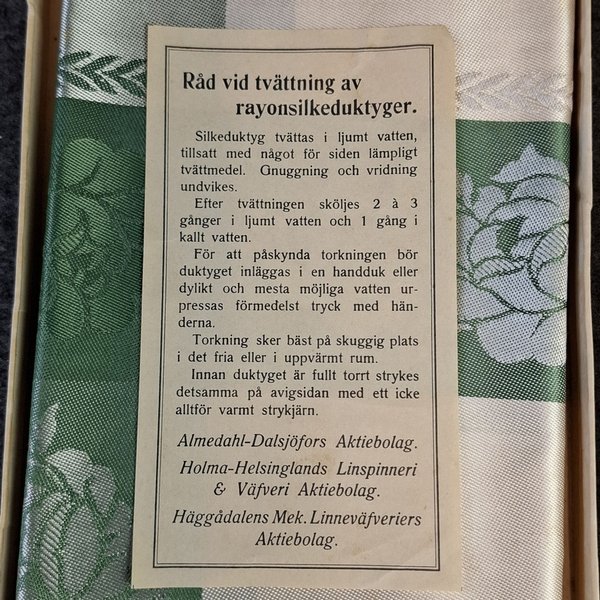 Råd vid tvättning av
rayonsilkeduktyger.
Silkeduktyg tvättas i ljumt vatten,
tillsatt med något för siden lämpligt
tvättmedel. Gnuggning och vridning
undvikes.
Efter tvättningen sköljes 2 à 3
gånger i ljumt vatten och 1 gång i
kallt vatten.
För att påskynda torkningen bör
duktyget inläggas i en handduk eller
dylikt och mesta möjliga vatten ur-
pressas förmedelst tryck med hän-
derna.
Torkning sker bäst på skuggig plats
i det fria eller i uppvärmt rum.
Innan duktyget är fullt torrt strykes
detsamma på avigsidan med ett icke
alltför varmt strykjärn.
Almedahl-Dalsjöfors Aktiebolag.
Holma-Helsinglands Linspinneri
& Väfveri Aktiebolag.
Häggådalens Mek. Linneväfveriers
Aktiebolag.